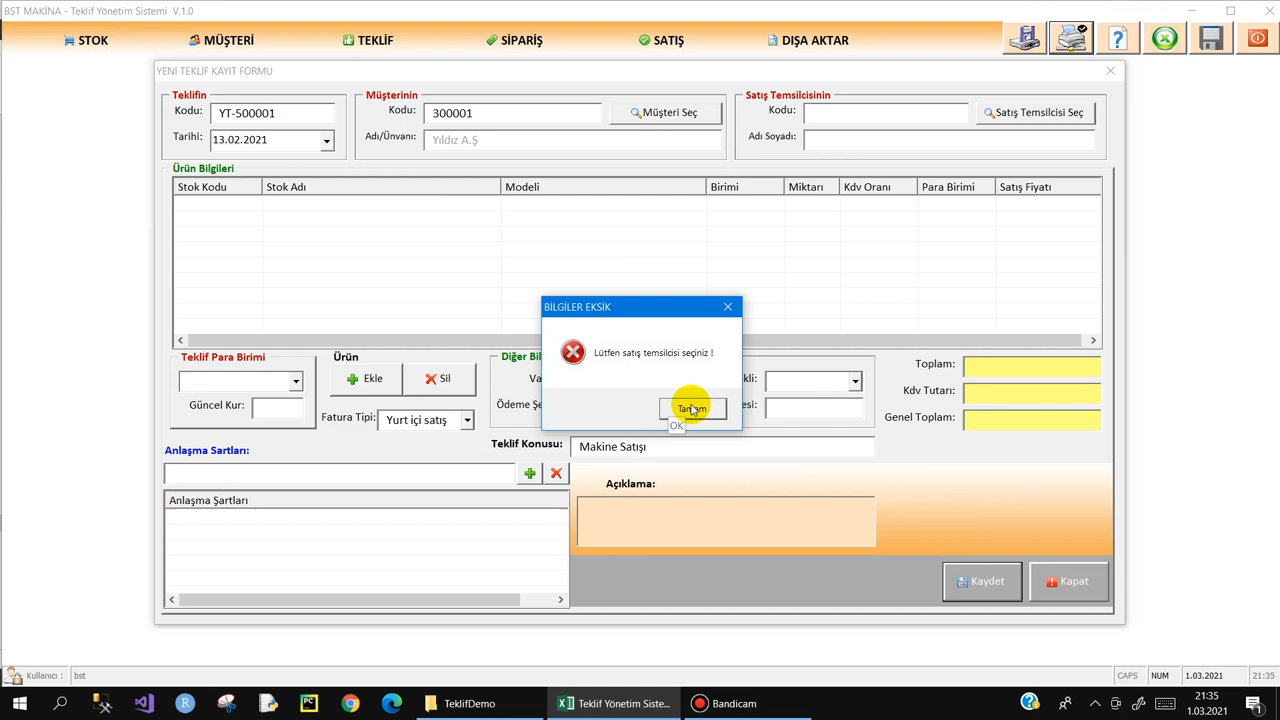 BST MAKİNA - Teklif Yönetim Sistemi V.1.0
STOK MÜŞTERİ TEKLİF SİPARİŞ SATIŞ DIŞA AKTAR
YENİ TEKLİF KAYIT FORMU
Teklifin Müşterinin Satış Temsilcisinin
Kodu: YT-500001 Kodu: 300001 Müşteri Seç Kodu: Satış Temsilcisi Seç
Tarihi: 13.02.2021 Adı/Ünvanı: Yıldız A.Ş Adı Soyadı:
Ürün Bilgileri
Stok Kodu Stok Adı Modeli Birimi Miktarı Kdv Oranı Para Birimi Satış Fiyatı
BİLGİLER EKSİK
Lütfen satış temsilcisi seçiniz !
Tamam
OK
Teklif Para Birimi Ürün Diğer Bil Toplam:
Ekle Sil Va kli:
Güncel Kur: Ödeme Şe esi: Kdv Tutarı:
Fatura Tipi: Yurt içi satış Genel Toplam:
Anlaşma Sartları: Teklif Konusu: Makine Satışı
Açıklama:
Anlaşma Şartları
Kaydet Kapat
Kullanıcı : bst CAPS NUM 1.03.2021 21:35
TeklifDemo Teklif Yönetim Siste... Bandicam 21:35
1.03.2021